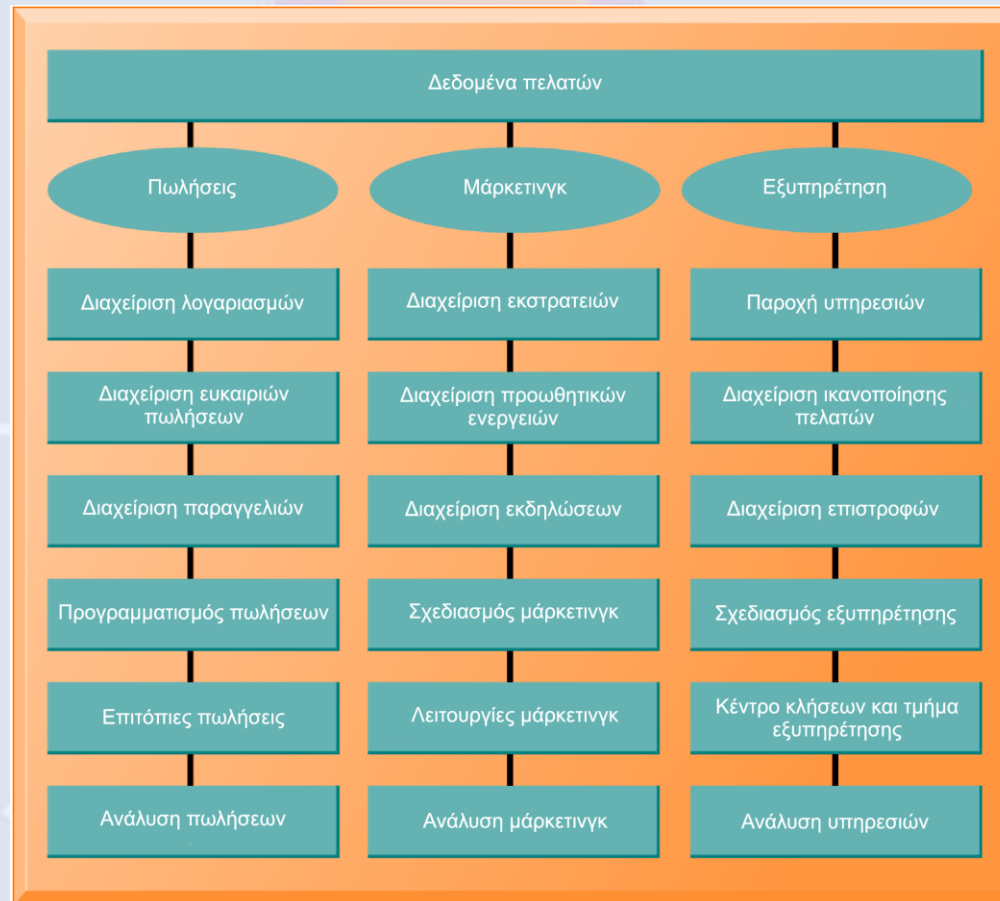 Δεδομένα πελατών
Πωλήσεις
Διαχείριση λογαριασμών
Διαχείριση ευκαιριών
πωλήσεων
Διαχείριση παραγγελιών
Προγραμματισμός πωλήσεων
Επιτόπιες πωλήσεις
Ανάλυση πωλήσεων
Μάρκετινγκ
Διαχείριση εκστρατειών
Διαχείριση προωθητικών
ενεργειών
Διαχείριση εκδηλώσεων
Σχεδιασμός μάρκετινγκ
Λειτουργίες μάρκετινγκ
Ανάλυση μάρκετινγκ
Εξυπηρέτηση
Παροχή υπηρεσιών
Διαχείριση ικανοποίησης
πελατών
Διαχείριση επιστροφών
Σχεδιασμός εξυπηρέτησης
Κέντρο κλήσεων και τμήμα
εξυπηρέτησης
Ανάλυση υπηρεσιών